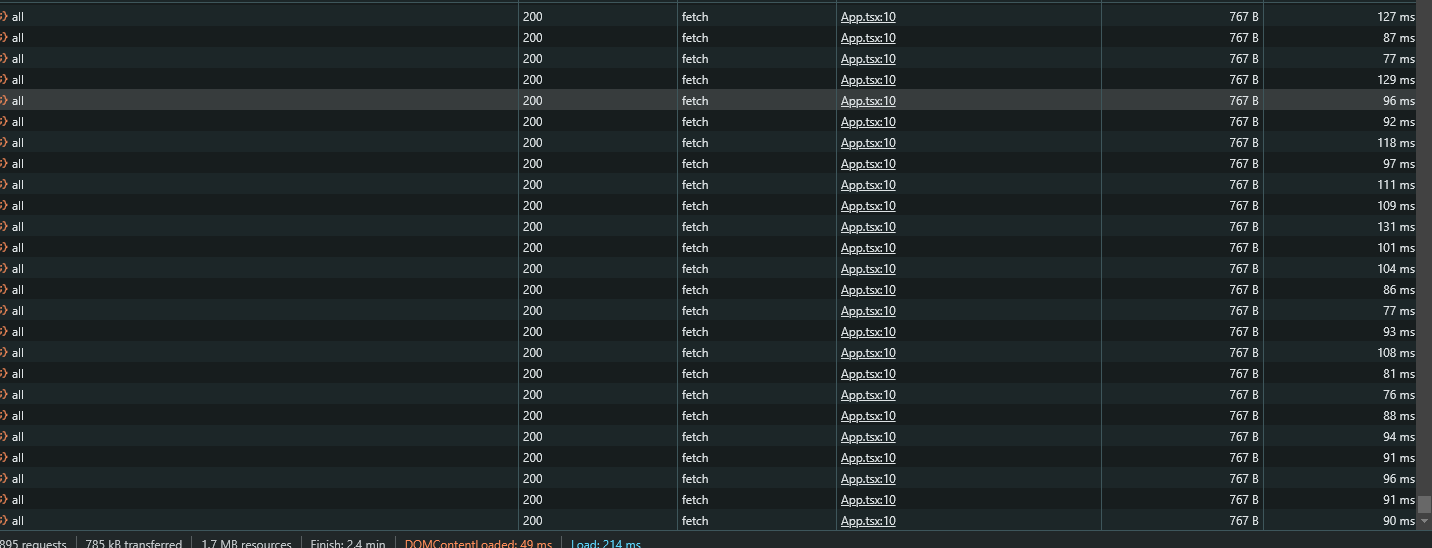 all 200 fetch App.tsx:10 767 B 127 ms
all 200 fetch App.tsx:10 767 B 87 ms
all 200 fetch App.tsx:10 767 B 77 ms
all 200 fetch App.tsx:10 767 B 129 ms
all 200 fetch App.tsx:10 767 B 96 ms
all 200 fetch App.tsx:10 767 B 92 ms
all 200 fetch App.tsx:10 767 B 118 ms
all 200 fetch App.tsx:10 767 B 97 ms
all 200 fetch App.tsx:10 767 B 111 ms
all 200 fetch App.tsx:10 767 B 109 ms
all 200 fetch App.tsx:10 767 B 131 ms
all 200 fetch App.tsx:10 767 B 101 ms
all 200 fetch App.tsx:10 767 B 104 ms
all 200 fetch App.tsx:10 767 B 86 ms
all 200 fetch App.tsx:10 767 B 77 ms
all 200 fetch App.tsx:10 767 B 93 ms
all 200 fetch App.tsx:10 767 B 108 ms
all 200 fetch App.tsx:10 767 B 81 ms
all 200 fetch App.tsx:10 767 B 76 ms
all 200 fetch App.tsx:10 767 B 88 ms
all 200 fetch App.tsx:10 767 B 94 ms
all 200 fetch App.tsx:10 767 B 91 ms
all 200 fetch App.tsx:10 767 B 96 ms
all 200 fetch App.tsx:10 767 B 91 ms
all 200 fetch App.tsx:10 767 B 90 ms
895 requests 785 kB transferred 1.7 MB resources Finish: 2.4 min DOMContentLoaded: 49 ms Load: 214 ms